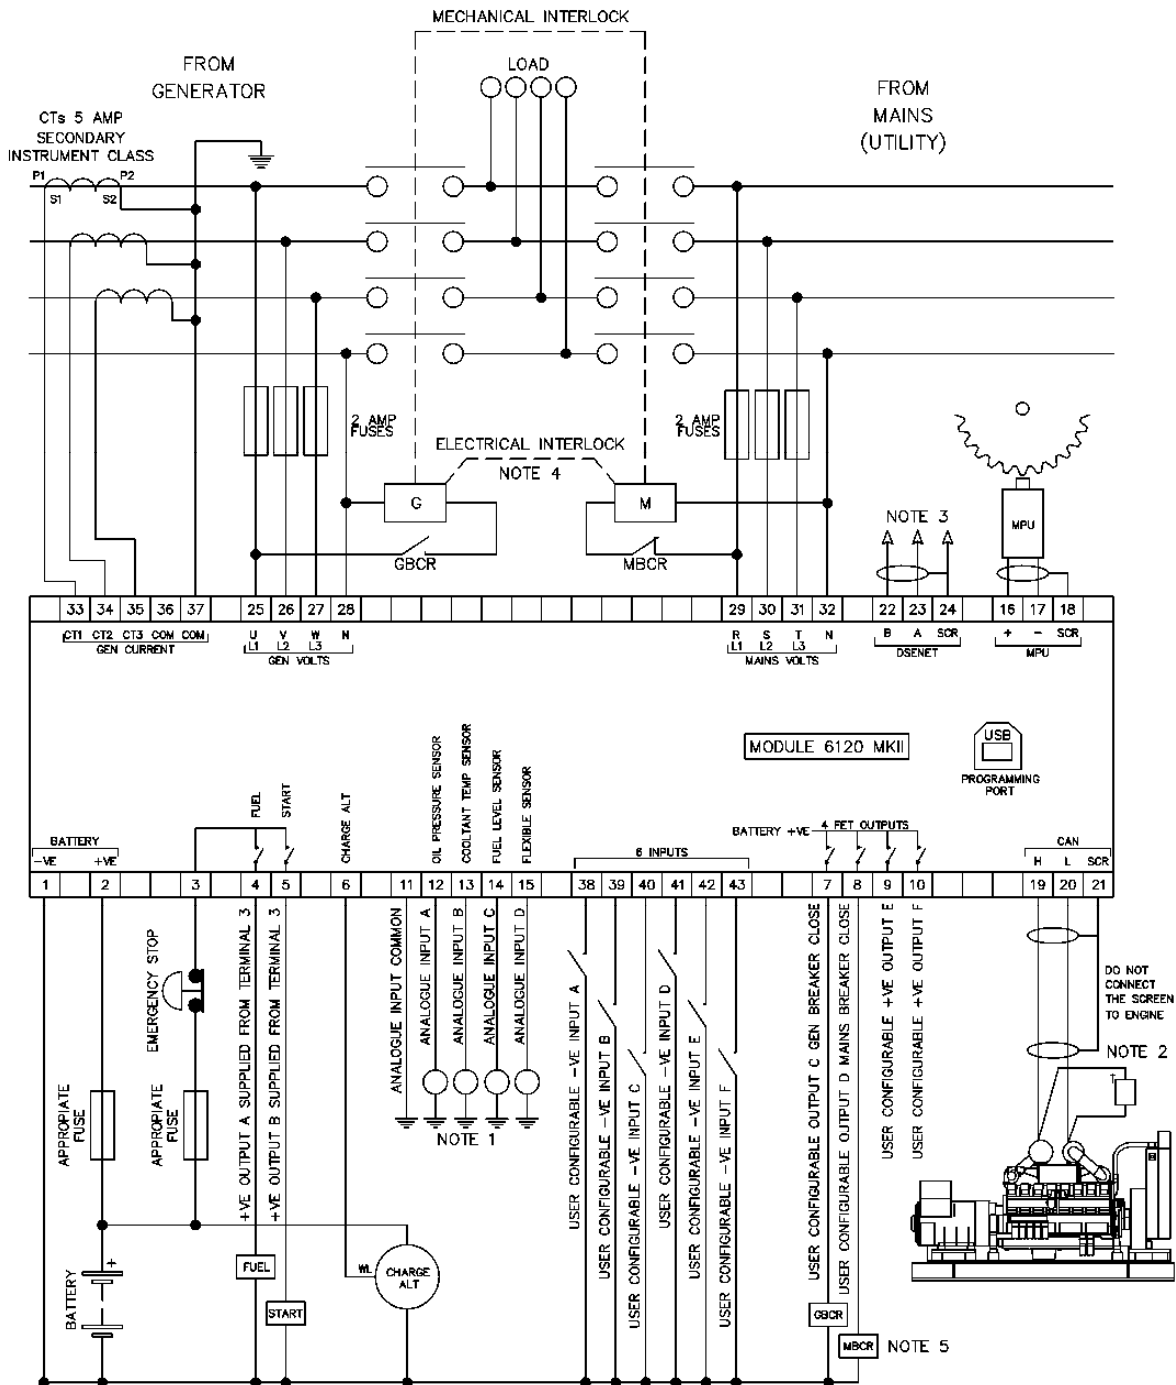 MECHANICAL INTERLOCK
FROM
GENERATOR
LOAD
FROM
MAINS
(UTILITY)
CTs 5 AMP
SECONDARY
INSTRUMENT CLASS
P1
P2
S1
S2
2 AMP
FUSES
2 AMP
FUSES
ELECTRICAL INTERLOCK
NOTE 4
G
M
GBCR
MBCR
NOTE 3
MPU
33 34 35 36 37 25 26 27 28 29 30 31 32 22 23 24 16 17 18
CT1 CT2 CT3 COM COM
GEN CURRENT
U V W N
L1 L2 L3
GEN VOLTS
R S T N
L1 L2 L3
MAINS VOLTS
B A SCR
DSENET
+ - SCR
MPU
MODULE 6120 MKII
USB
PROGRAMMING
PORT
FUEL
START
CHARGE ALT
OIL PRESSURE SENSOR
COOLTANT TEMP SENSOR
FUEL LEVEL SENSOR
FLEXIBLE SENSOR
BATTERY
-VE
+VE
6 INPUTS
BATTERY +VE
4 FET OUTPUTS
CAN
H L SCR
1 2 3 4 5 6 11 12 13 14 15 38 39 40 41 42 43 7 8 9 10 19 20 21
EMERGENCY STOP
APPROPIATE
FUSE
APPROPIATE
FUSE
+VE OUTPUT A SUPPLIED FROM TERMINAL 3
+VE OUTPUT B SUPPLIED FROM TERMINAL 3
ANALOGUE INPUT COMMON
ANALOGUE INPUT A
ANALOGUE INPUT B
ANALOGUE INPUT C
ANALOGUE INPUT D
NOTE 1
USER CONFIGURABLE -VE INPUT A
USER CONFIGURABLE -VE INPUT B
USER CONFIGURABLE -VE INPUT C
USER CONFIGURABLE -VE INPUT D
USER CONFIGURABLE -VE INPUT E
USER CONFIGURABLE -VE INPUT F
USER CONFIGURABLE OUTPUT C GEN BREAKER CLOSE
USER CONFIGURABLE OUTPUT D MAINS BREAKER CLOSE
USER CONFIGURABLE +VE OUTPUT E
USER CONFIGURABLE +VE OUTPUT F
DO NOT
CONNECT
THE SCREEN
TO ENGINE
NOTE 2
+
BATTERY
+
FUEL
START
WL
CHARGE
ALT
GBCR
MBCR
NOTE 5